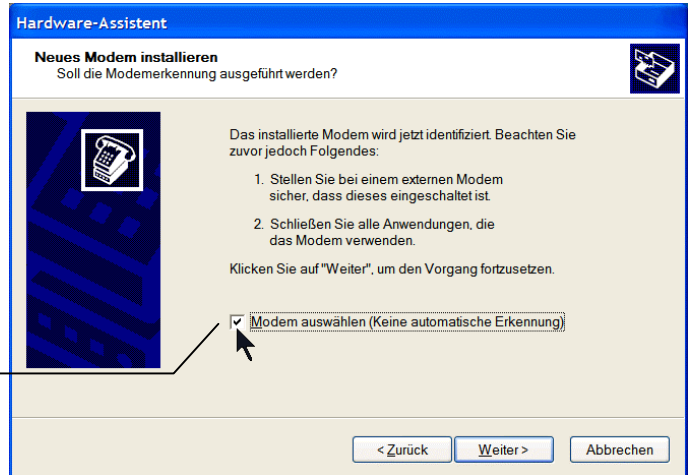 Hardware-Assistent
Neues Modem installieren
Soll die Modemerkennung ausgeführt werden?
Das installierte Modem wird jetzt identifiziert. Beachten Sie
zuvor jedoch Folgendes:
1. Stellen Sie bei einem externen Modem
sicher, dass dieses eingeschaltet ist.
2. Schließen Sie alle Anwendungen, die
das Modem verwenden.
Klicken Sie auf "Weiter", um den Vorgang fortzusetzen.
Modem auswählen (Keine automatische Erkennung)
< Zurück Weiter > Abbrechen